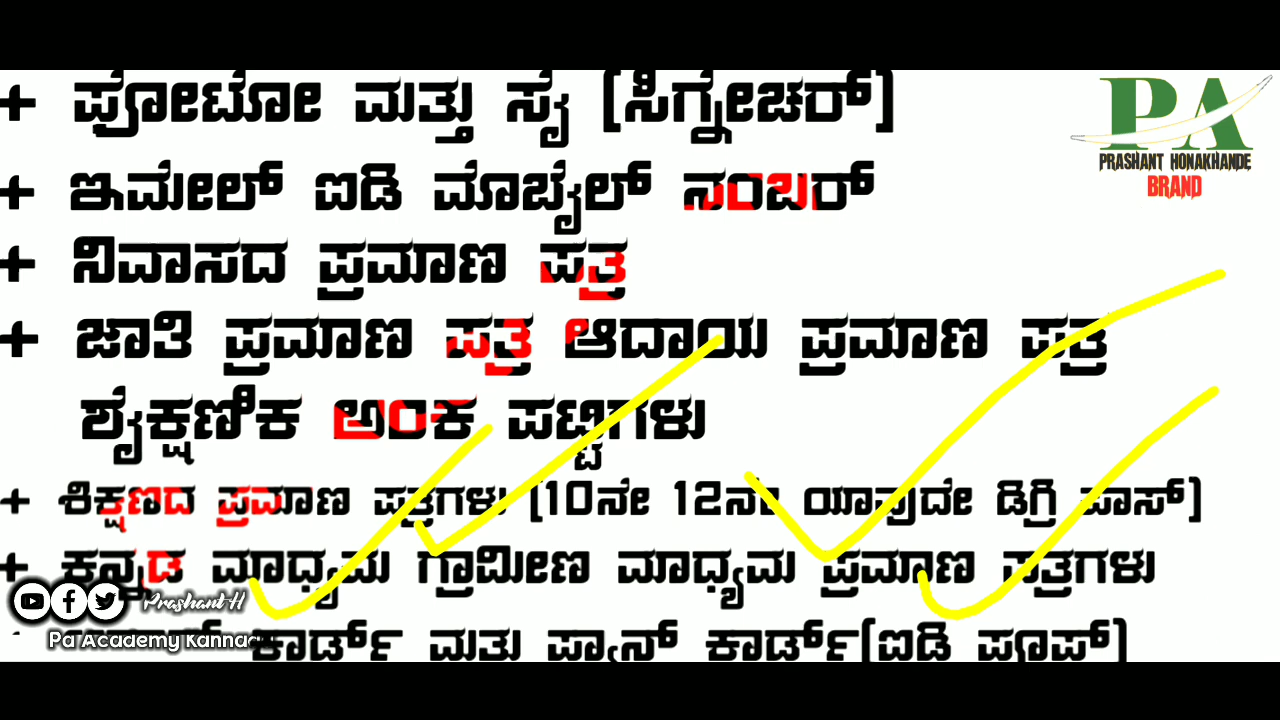 + ಫೋಟೋ ಮತ್ತು ಸೈ [ಸಿಗ್ನೇಚರ್]
PA
PRASHANT HONAKHANDE
BRAND
+ ಇಮೇಲ್ ಐಡಿ ಮೊಬೈಲ್ ನಂಬರ್
+ ನಿವಾಸದ ಪ್ರಮಾಣ ಪತ್ರ
+ ಜಾತಿ ಪ್ರಮಾಣ ಪತ್ರ ಆದಾಯ ಪ್ರಮಾಣ ಪತ್ರ
ಶೈಕ್ಷಣಿಕ ಅಂಕ ಪಟ್ಟಿಗಳು
+ ಶಿಕ್ಷಣದ ಪ್ರಮಾಣ ಪತ್ರಗಳು [10ನೇ 12ನೇ ಯಾವುದೇ ಡಿಗ್ರಿ ಪಾಸ್]
+ ಕನ್ನಡ ಮಾಧ್ಯಮ ಗ್ರಾಮೀಣ ಮಾಧ್ಯಮ ಪ್ರಮಾಣ ಪತ್ರಗಳು
Prashant H
Pa Academy Kannada
ಕಾರ್ಡ್ ಮತ್ತು ಪ್ಯಾನ್ ಕಾರ್ಡ್[ಐಡಿ ಪ್ರೂಪ್]